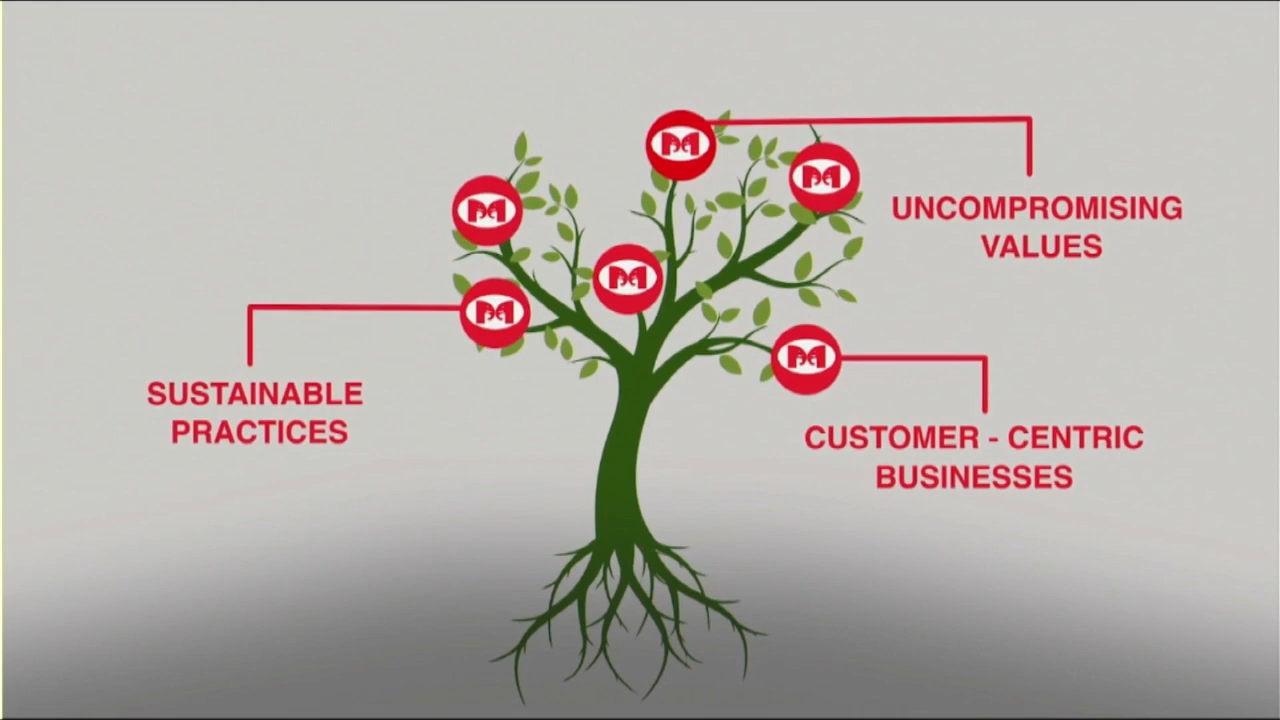 UNCOMPROMISING
VALUES
SUSTAINABLE
PRACTICES
CUSTOMER - CENTRIC
BUSINESSES